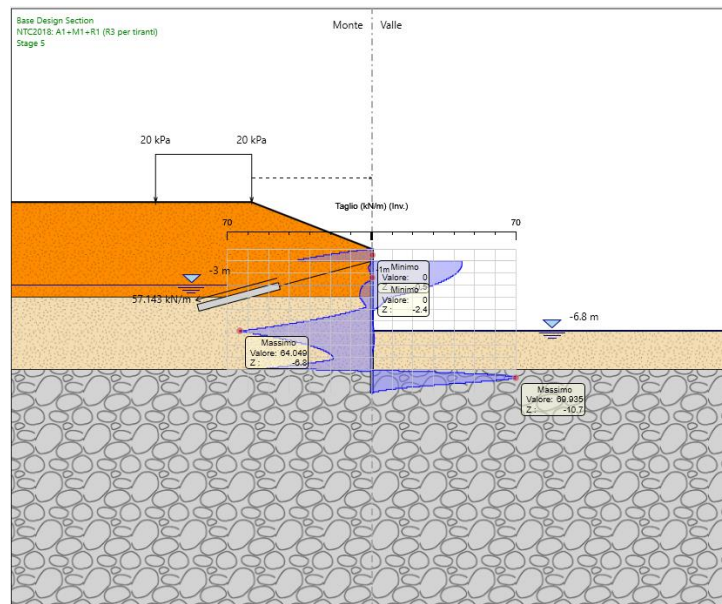 Base Design Section
NTC2018: A1+M1+R1 (R3 per tiranti)
Stage 5
Monte
Valle
20 kPa
20 kPa
Taglio (kN/m) (Inv.)
70
70
-3 m
-1m
Minimo
Valore: 0
Z :
Minimo
Valore: 0
Z : -2.4
57.143 kN/m
-6.8 m
Massimo
Valore: 64.049
Z : -6.8
Massimo
Valore: 69.935
Z : -10.7